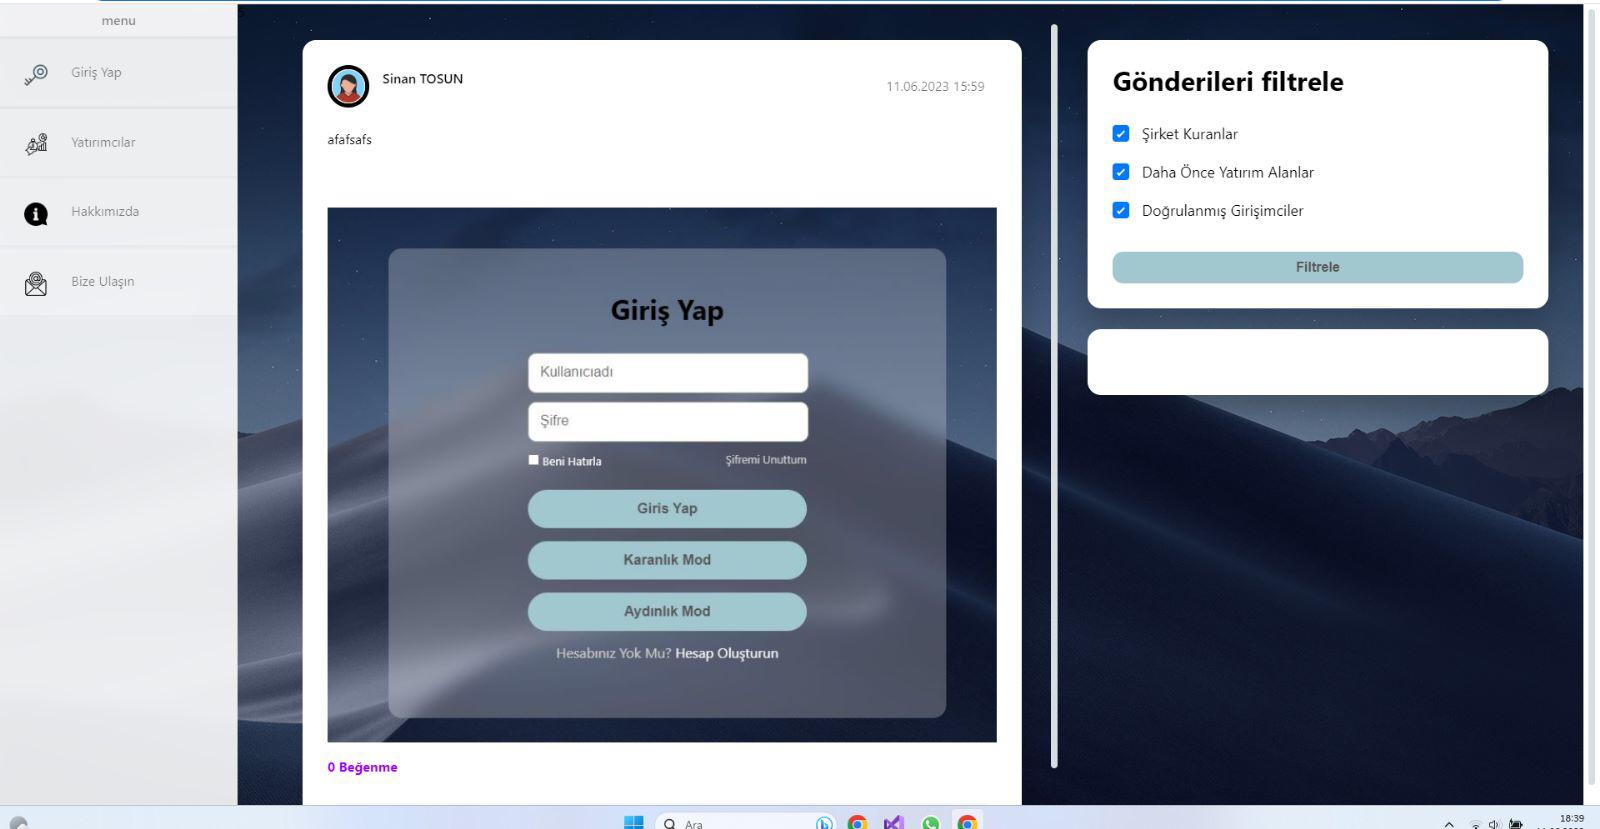 menu
Giriş Yap
Yatırımcılar
Hakkımızda
Bize Ulaşın
Sinan TOSUN
11.06.2023 15:59
afafsafs
Giriş Yap
Kullanıcıadı
Şifre
Beni Hatırla
Şifremi Unuttum
Giris Yap
Karanlık Mod
Aydınlık Mod
Hesabınız Yok Mu? Hesap Oluşturun
0 Beğenme
Gönderileri filtrele
Şirket Kuranlar
Daha Önce Yatırım Alanlar
Doğrulanmış Girişimciler
Filtrele
Ara
18:39